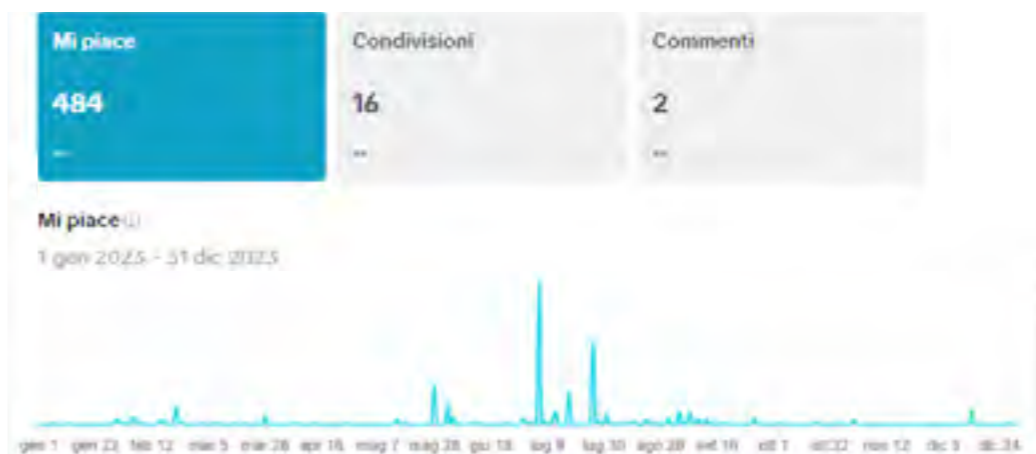 Mi piace
Condivisioni
Commenti
484
16
2
--
--
--
Mi piace
1 gen 2023 - 31 dic 2023
gen 1 gen 22 feb 12 mar 5 mar 26 apr 16 mag 7 mag 28 giu 18 lug 9 lug 30 ago 20 set 10 ott 1 ott 22 nov 12 dic 3 dic 24